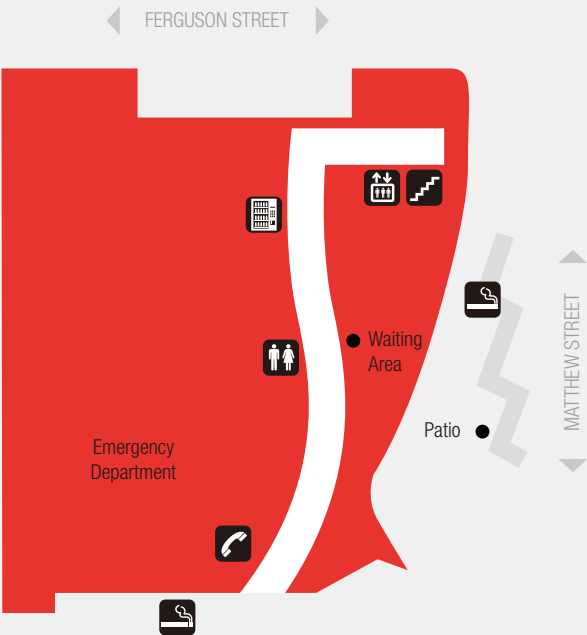 FERGUSON STREET
Waiting
Area
MATTHEW STREET
Patio
Emergency
Department